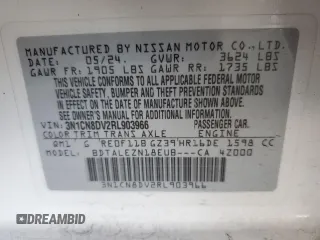 MANUFACTURED BY NISSAN MOTOR CO.,LTD.
DATE: 05/24. GVWR: 3624 LBS
GAWR FR: 1905 LBS GAWR RR: 1735 LBS
THIS VEHICLE CONFORMS TO ALL APPLICABLE
FEDERAL MOTOR VEHICLE SAFETY,
BUMPER, AND THEFT PREVENTION STANDARDS
IN EFFECT ON THE DATE OF
MANUFACTURE SHOWN ABOVE.
SEE OWNER'S MANUAL FOR
ADDITIONAL INFORMATION.
VIN: 3N1CN8DV2RL903966 PASSENGER CAR.
COLOR TRIM TRANS AXLE ENGINE
QM1 G RE0F11B GZ39 HR16DE 1598 CC
MODEL: BDTALEZN18EUB---CA 4Z000
3N1CN8DV2RL903966